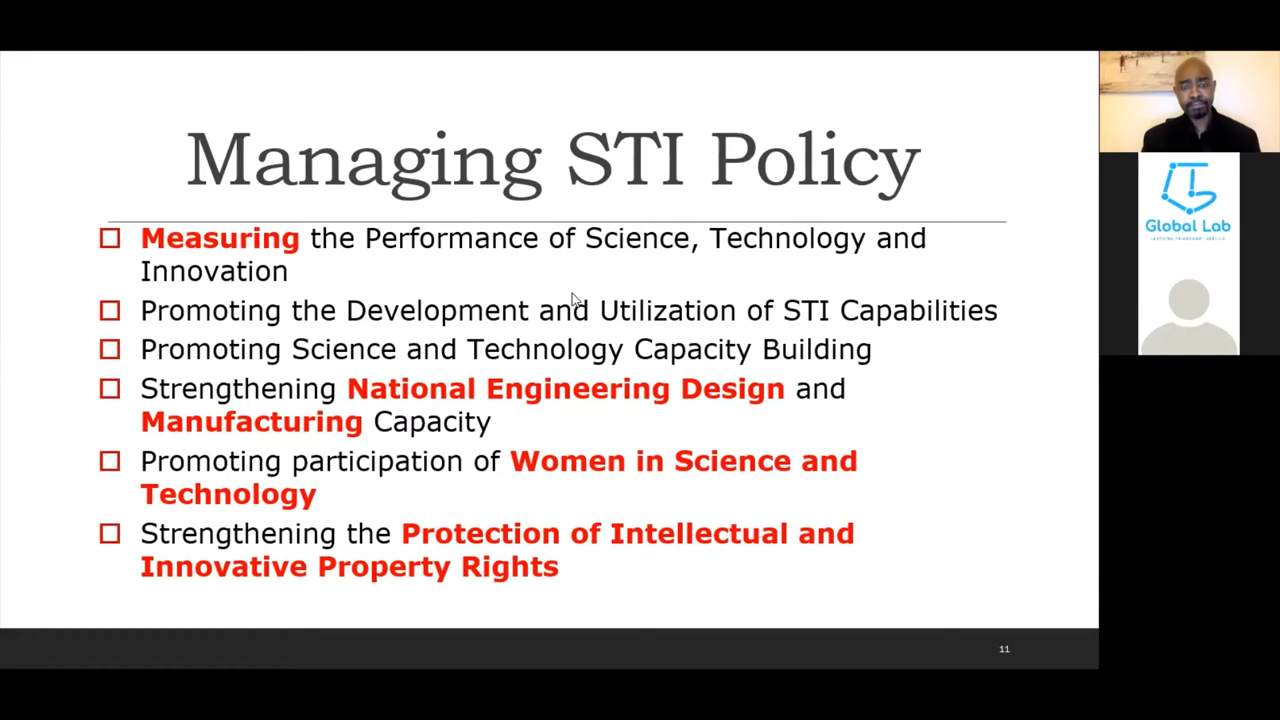 Managing STI Policy
Measuring the Performance of Science, Technology and
Innovation
Promoting the Development and Utilization of STI Capabilities
Promoting Science and Technology Capacity Building
Strengthening National Engineering Design and
Manufacturing Capacity
Promoting participation of Women in Science and
Technology
Strengthening the Protection of Intellectual and
Innovative Property Rights
11
Global Lab